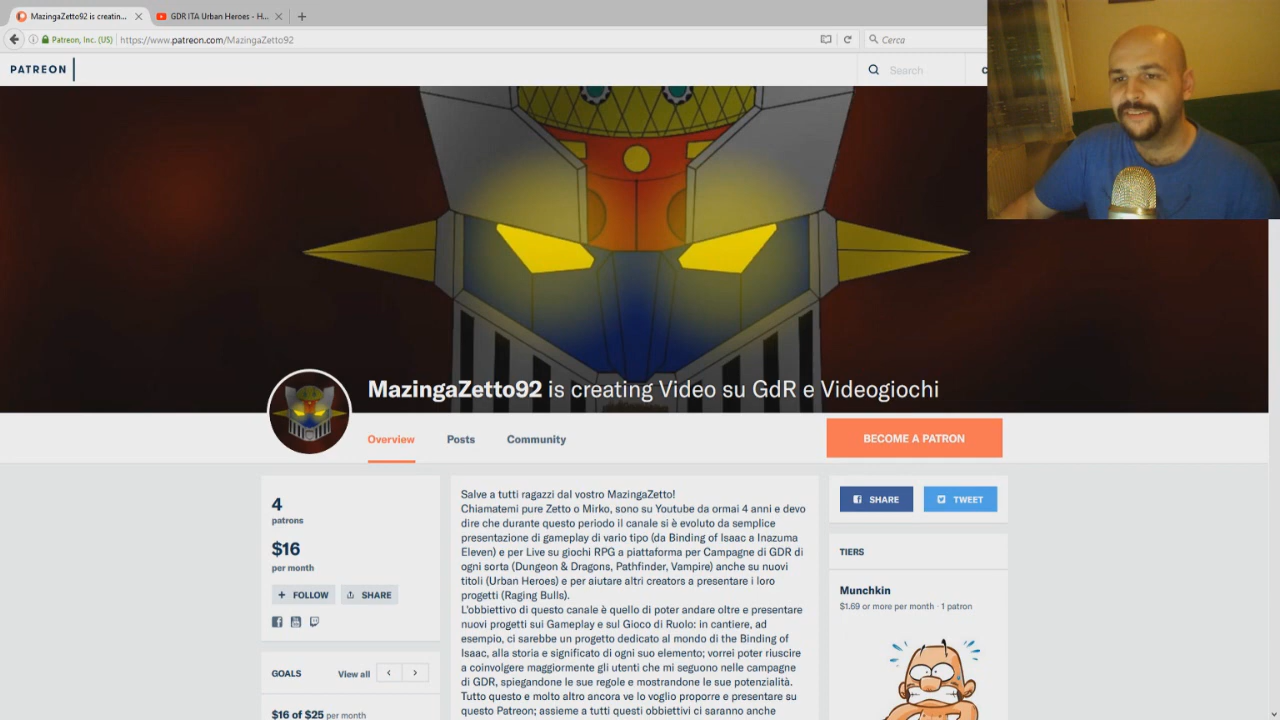 MazingaZetto92 is creatin...
GDR ITA Urban Heroes - H...
Patreon, Inc. (US)
https://www.patreon.com/MazingaZetto92
Cerca
PATREON
Search
MazingaZetto92 is creating Video su GdR e Videogiochi
Overview
Posts
Community
BECOME A PATRON
4
patrons
$16
per month
FOLLOW
SHARE
GOALS
View all
$16 of $25 per month
Salve a tutti ragazzi dal vostro MazingaZetto!
Chiamatemi pure Zetto o Mirko, sono su Youtube da ormai 4 anni e devo
dire che durante questo periodo il canale si è evoluto da semplice
presentazione di gameplay di vario tipo (da Binding of Isaac a Inazuma
Eleven) e per Live su giochi RPG a piattaforma per Campagne di GDR di
ogni sorta (Dungeon & Dragons, Pathfinder, Vampire) anche su nuovi
titoli (Urban Heroes) e per aiutare altri creators a presentare i loro
progetti (Raging Bulls).
L'obbiettivo di questo canale è quello di poter andare oltre e presentare
nuovi progetti sui Gameplay e sul Gioco di Ruolo: in cantiere, ad
esempio, ci sarebbe un progetto dedicato al mondo di the Binding of
Isaac, alla storia e significato di ogni suo elemento; vorrei poter riuscire
a coinvolgere maggiormente gli utenti che mi seguono nelle campagne
di GDR, spiegandone le sue regole e mostrandone le sue potenzialità.
Tutto questo e molto altro ancora ve lo voglio proporre e presentare su
questo Patreon; assieme a tutti questi obbiettivi ci saranno anche
SHARE
TWEET
TIERS
Munchkin
$1.69 or more per month · 1 patron